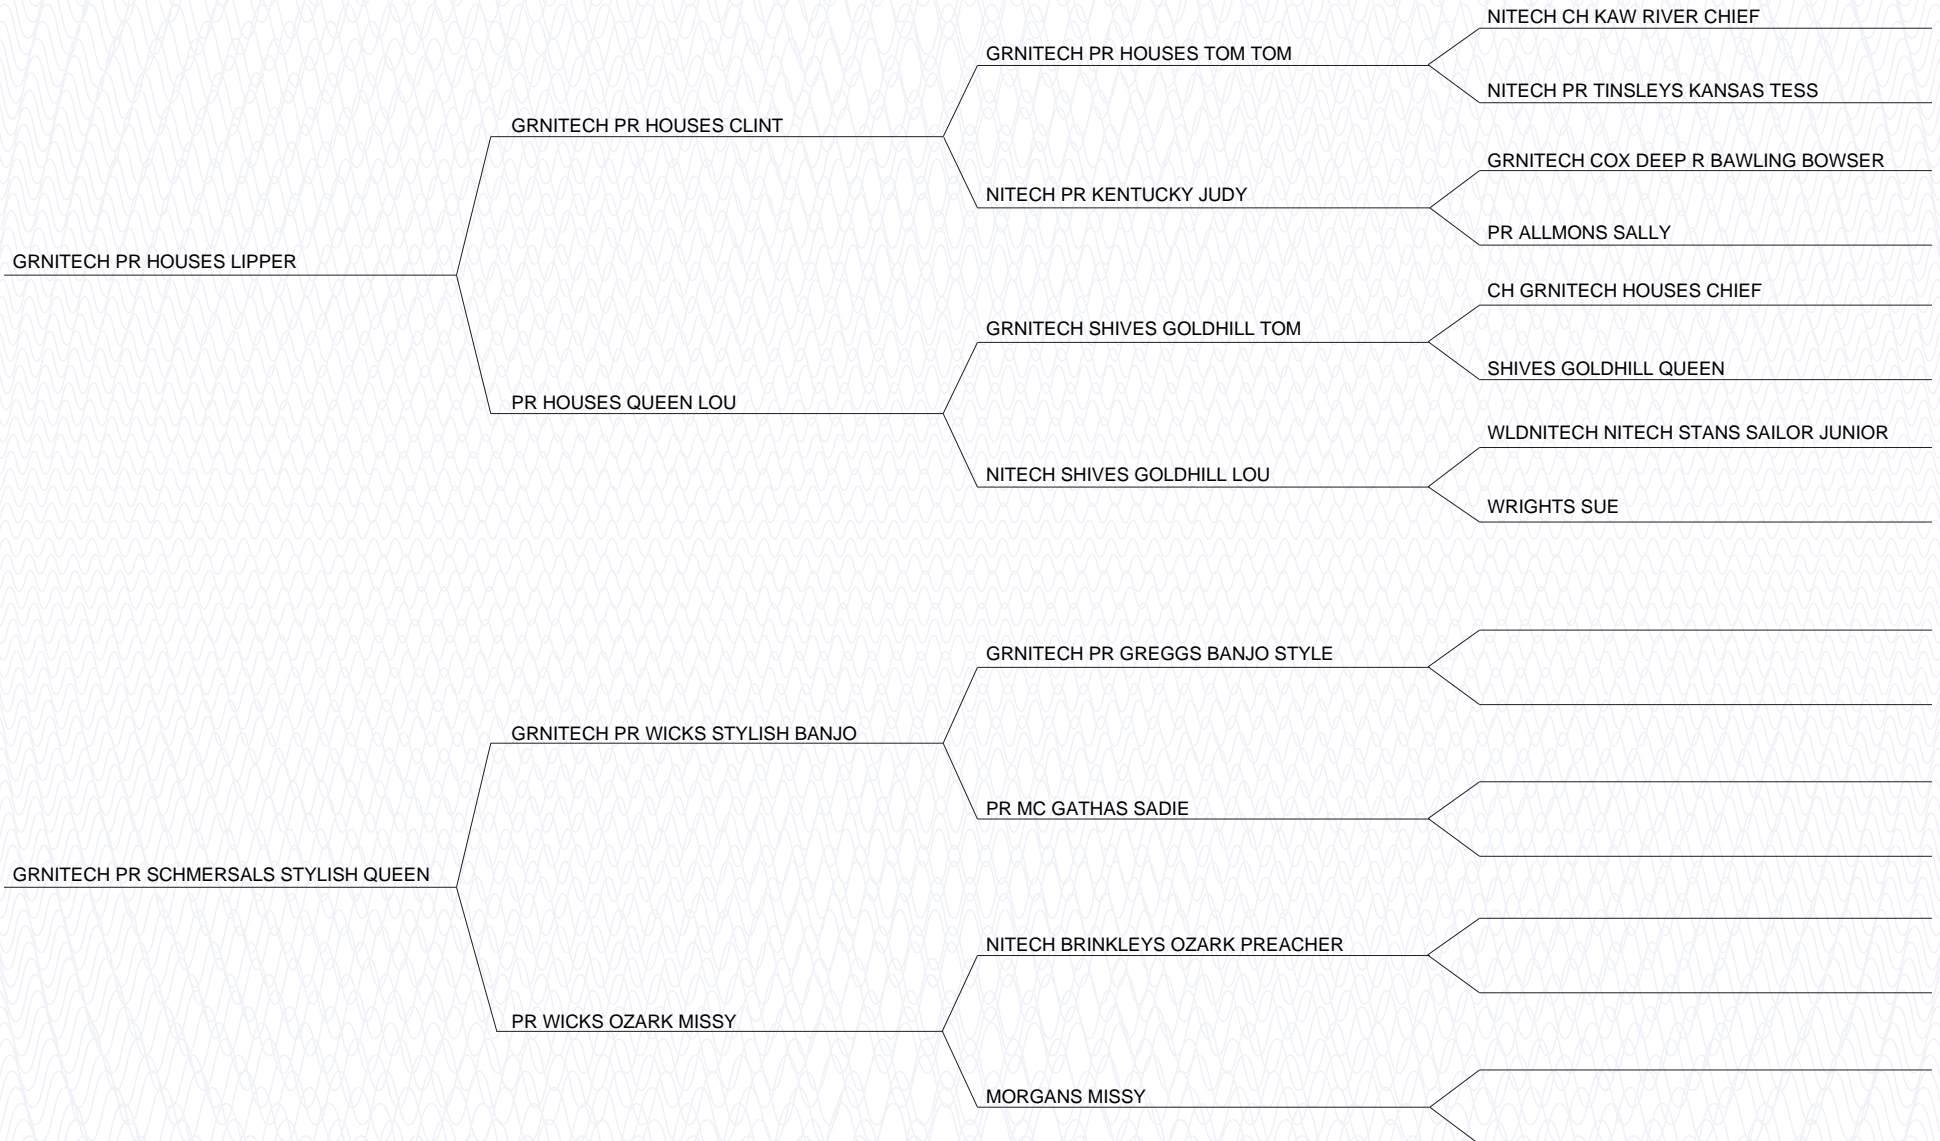 NITECH CH KAW RIVER CHIEF
GRNITECH PR HOUSES TOM TOM
NITECH PR TINSLEYS KANSAS TESS
GRNITECH PR HOUSES CLINT
GRNITECH COX DEEP R BAWLING BOWSER
NITECH PR KENTUCKY JUDY
PR ALLMONS SALLY
GRNITECH PR HOUSES LIPPER
CH GRNITECH HOUSES CHIEF
GRNITECH SHIVES GOLDHILL TOM
SHIVES GOLDHILL QUEEN
PR HOUSES QUEEN LOU
WLDNITECH NITECH STANS SAILOR JUNIOR
NITECH SHIVES GOLDHILL LOU
WRIGHTS SUE
GRNITECH PR GREGGS BANJO STYLE
GRNITECH PR WICKS STYLISH BANJO
PR MC GATHAS SADIE
GRNITECH PR SCHMERSALS STYLISH QUEEN
NITECH BRINKLEYS OZARK PREACHER
PR WICKS OZARK MISSY
MORGANS MISSY